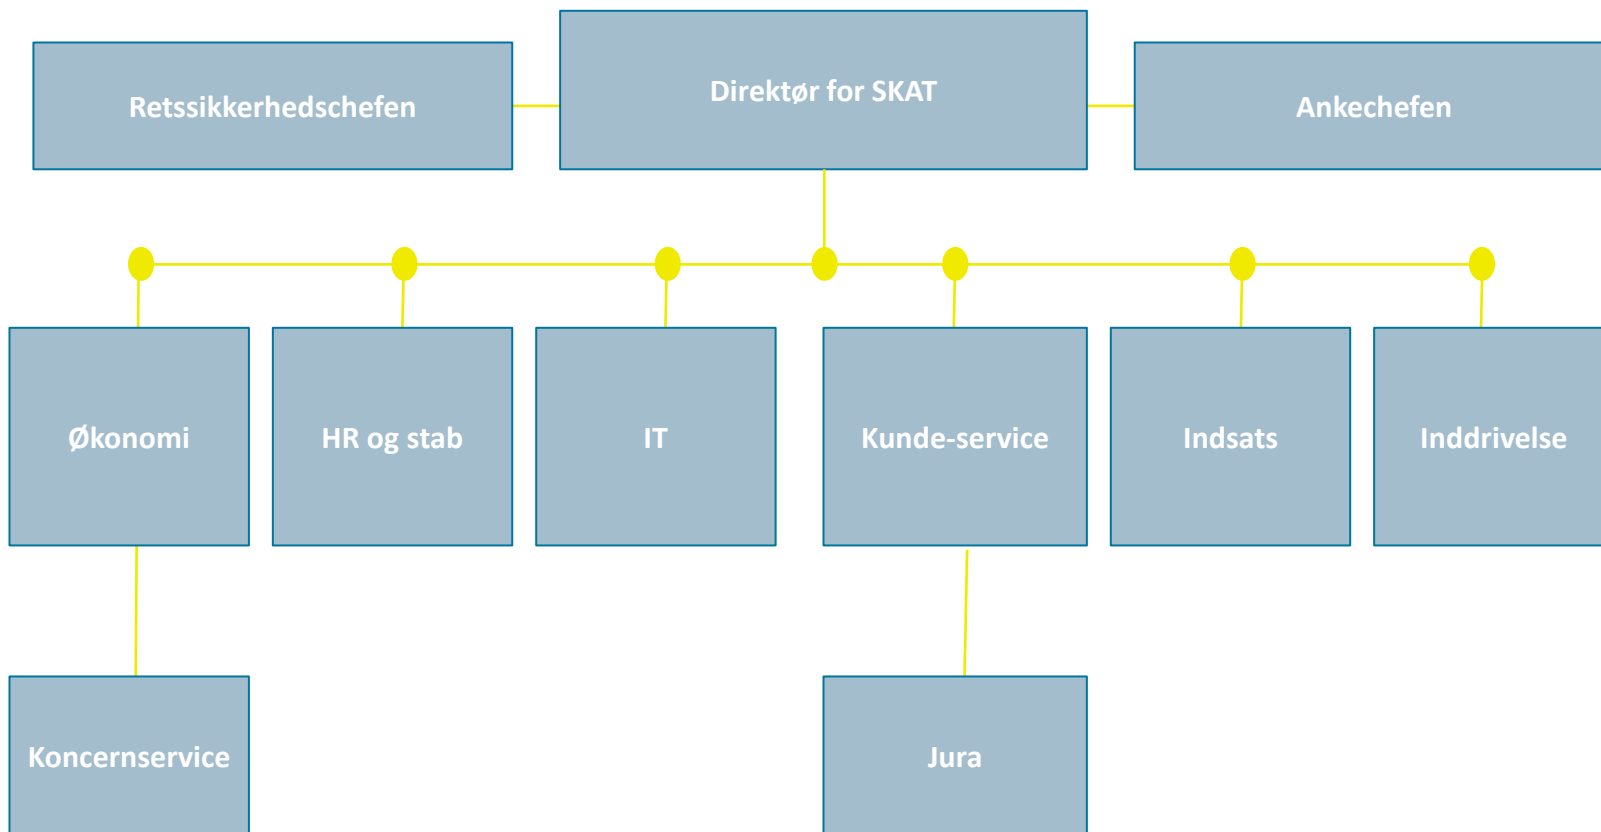 Retssikkerhedschefen
Direktør for SKAT
Ankechefen
Økonomi
HR og stab
IT
Kunde-service
Indsats
Inddrivelse
Koncernservice
Jura